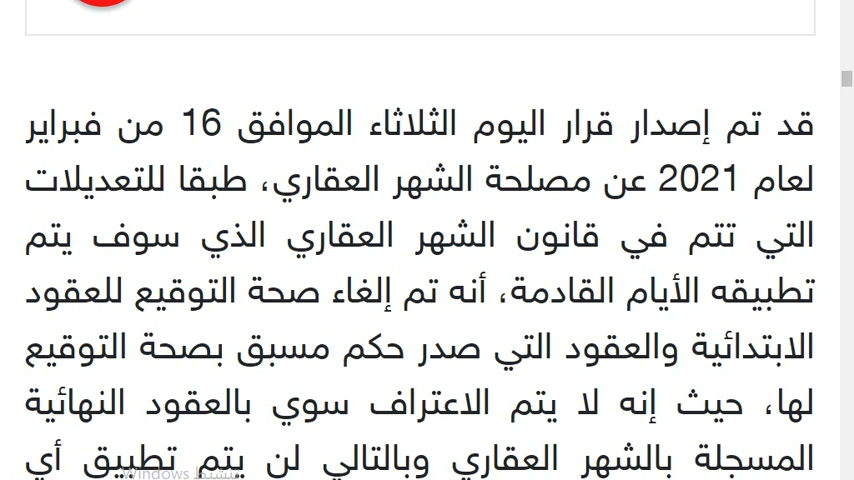 قد تم إصدار قرار اليوم الثلاثاء الموافق 16 من فبراير
لعام 2021 عن مصلحة الشهر العقاري، طبقا للتعديلات
التي تتم في قانون الشهر العقاري الذي سوف يتم
تطبيقه الأيام القادمة، أنه تم إلغاء صحة التوقيع للعقود
الابتدائية والعقود التي صدر حكم مسبق بصحة التوقيع
لها، حيث إنه لا يتم الاعتراف سوي بالعقود النهائية
المسجلة بالشهر العقاري وبالتالي لن يتم تطبيق أي
تنشيط Windows